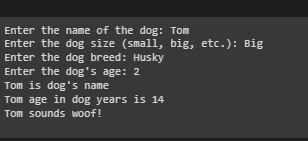 Enter the name of the dog: Tom
Enter the dog size (small, big, etc.): Big
Enter the dog breed: Husky
Enter the dog's age: 2
Tom is dog's name
Tom age in dog years is 14
Tom sounds woof!